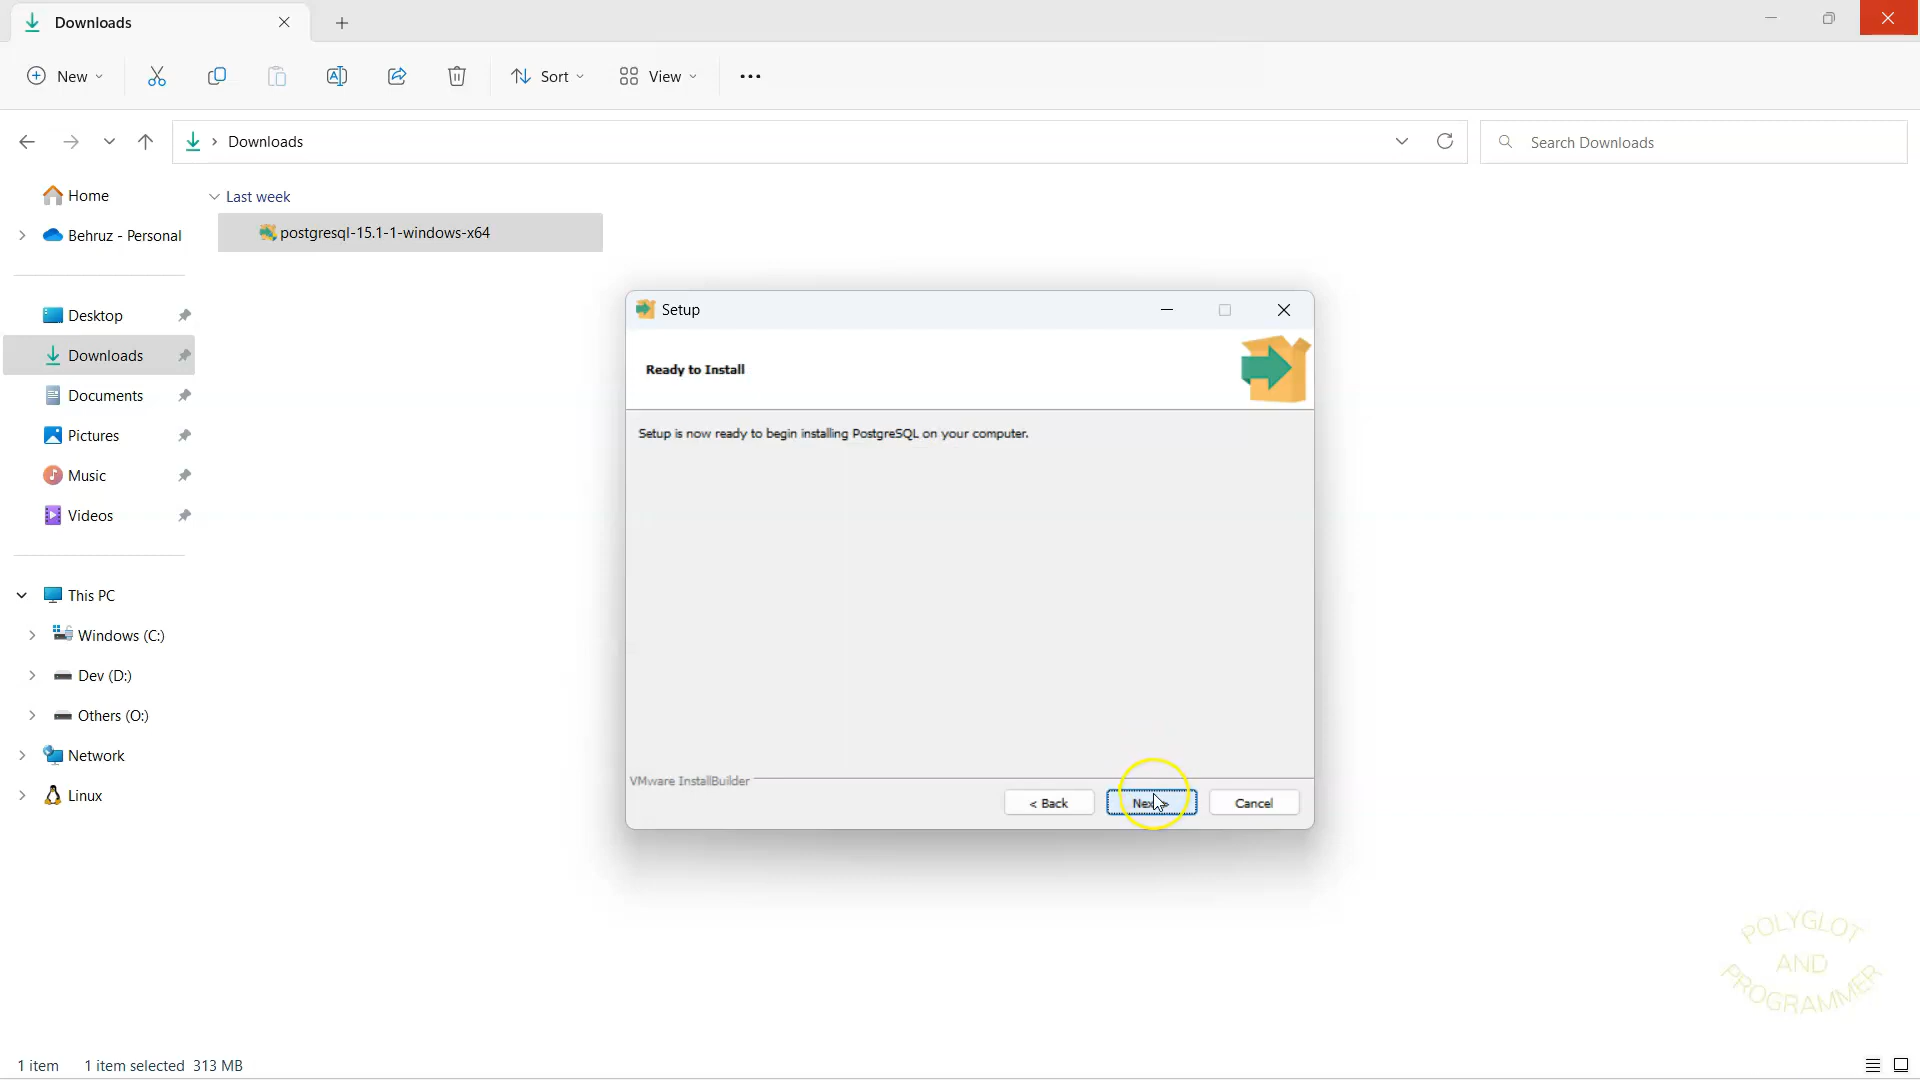 Downloads
New
Sort
View
Downloads
Search Downloads
Home
Behruz - Personal
Desktop
Downloads
Documents
Pictures
Music
Videos
This PC
Windows (C:)
Dev (D:)
Others (O:)
Network
Linux
Last week
postgresql-15.1-1-windows-x64
Setup
Ready to Install
Setup is now ready to begin installing PostgreSQL on your computer.
VMware InstallBuilder
< Back
Next >
Cancel
POLYGLOT
AND
PROGRAMMER
1 item 1 item selected 313 MB